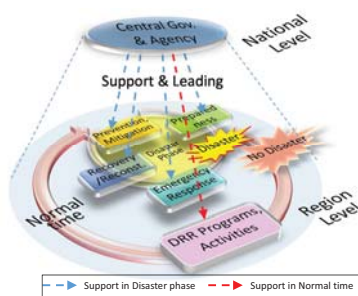 Central Gov.
& Agency
National
Level
Support & Leading
Prevention,
Mitigation
Prepared
ness
Disaster
Phase
Disaster
No Disaster
Recovery
/Reconst.
Emergency
Response
Normal
time
Region
Level
DRR Programs,
Activities
Support in Disaster phase
Support in Normal time